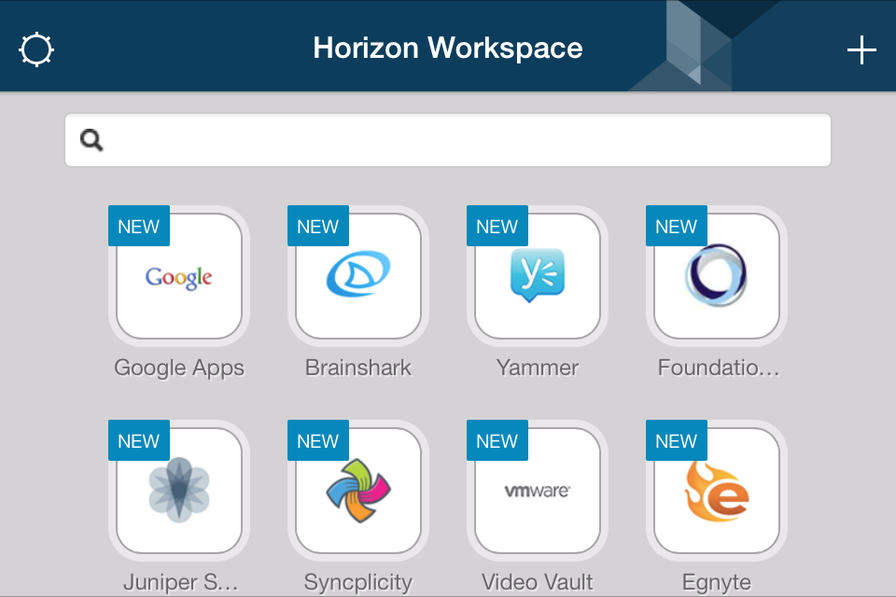 Horizon Workspace
NEW NEW NEW NEW
Google y vmware
Google Apps Brainshark Yammer Foundatio...
NEW NEW NEW NEW
vmware e
Juniper S... Syncplicity Video Vault Egnyte